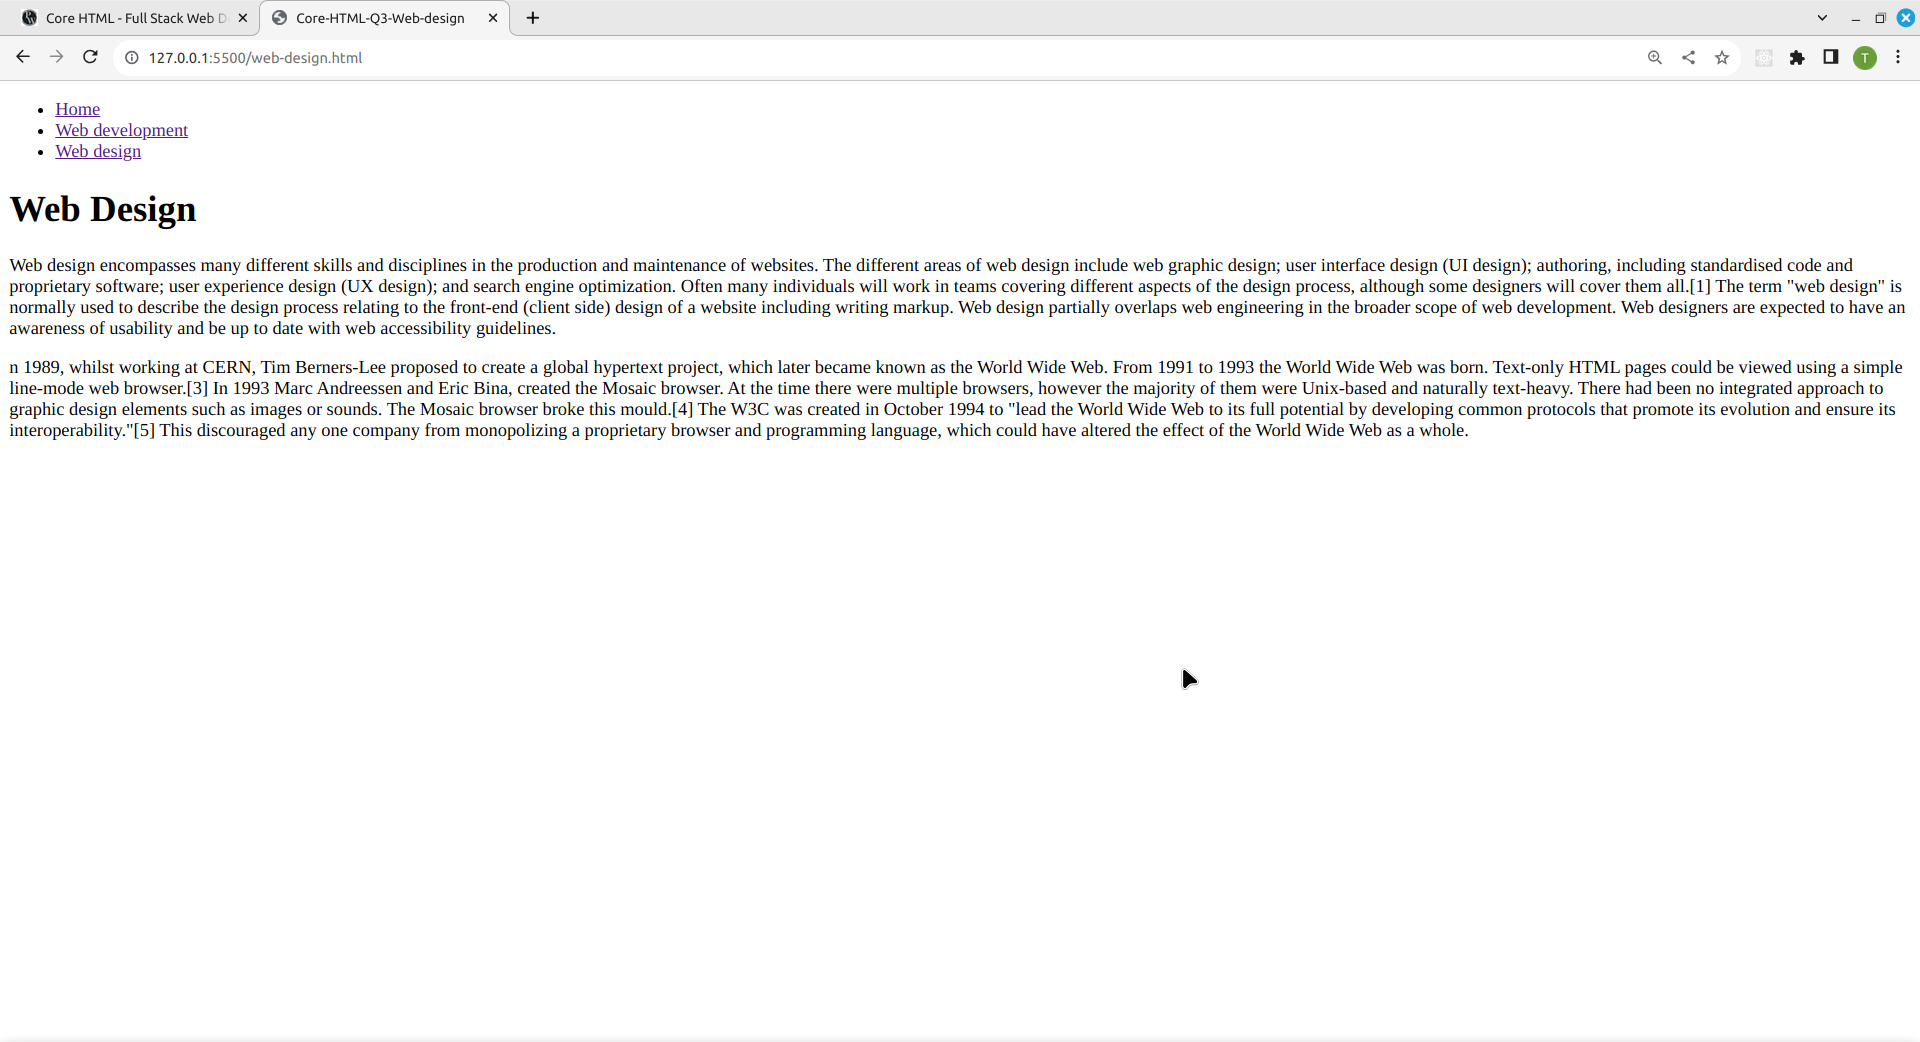 Core HTML - Full Stack Web D
Core-HTML-Q3-Web-design
127.0.0.1:5500/web-design.html
T
Home
Web development
Web design
Web Design
Web design encompasses many different skills and disciplines in the production and maintenance of websites. The different areas of web design include web graphic design; user interface design (UI design); authoring, including standardised code and
proprietary software; user experience design (UX design); and search engine optimization. Often many individuals will work in teams covering different aspects of the design process, although some designers will cover them all.[1] The term "web design" is
normally used to describe the design process relating to the front-end (client side) design of a website including writing markup. Web design partially overlaps web engineering in the broader scope of web development. Web designers are expected to have an
awareness of usability and be up to date with web accessibility guidelines.
n 1989, whilst working at CERN, Tim Berners-Lee proposed to create a global hypertext project, which later became known as the World Wide Web. From 1991 to 1993 the World Wide Web was born. Text-only HTML pages could be viewed using a simple
line-mode web browser.[3] In 1993 Marc Andreessen and Eric Bina, created the Mosaic browser. At the time there were multiple browsers, however the majority of them were Unix-based and naturally text-heavy. There had been no integrated approach to
graphic design elements such as images or sounds. The Mosaic browser broke this mould.[4] The W3C was created in October 1994 to "lead the World Wide Web to its full potential by developing common protocols that promote its evolution and ensure its
interoperability."[5] This discouraged any one company from monopolizing a proprietary browser and programming language, which could have altered the effect of the World Wide Web as a whole.